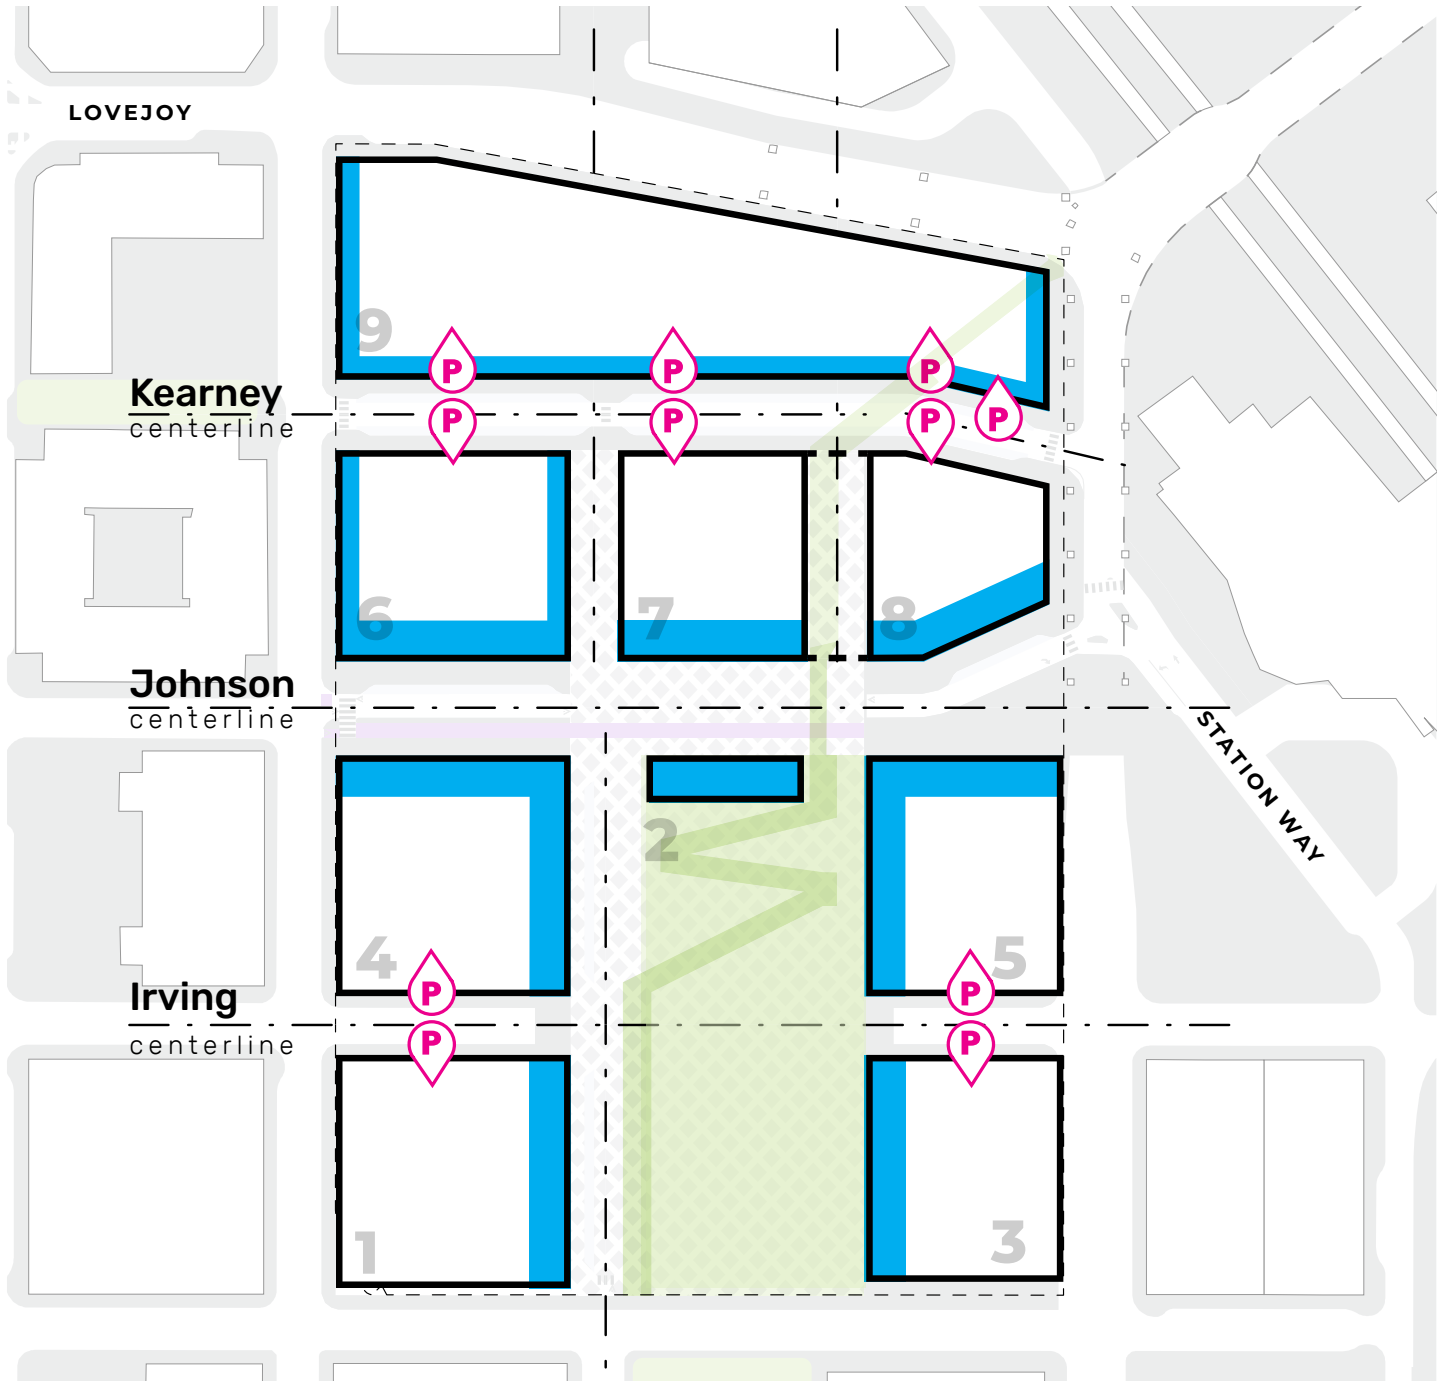 LOVEJOY
9
P P P
Kearney
centerline
P P P P
6 7 8
Johnson
centerline
STATION WAY
2
4 5
P P
Irving
centerline
P P
1 3